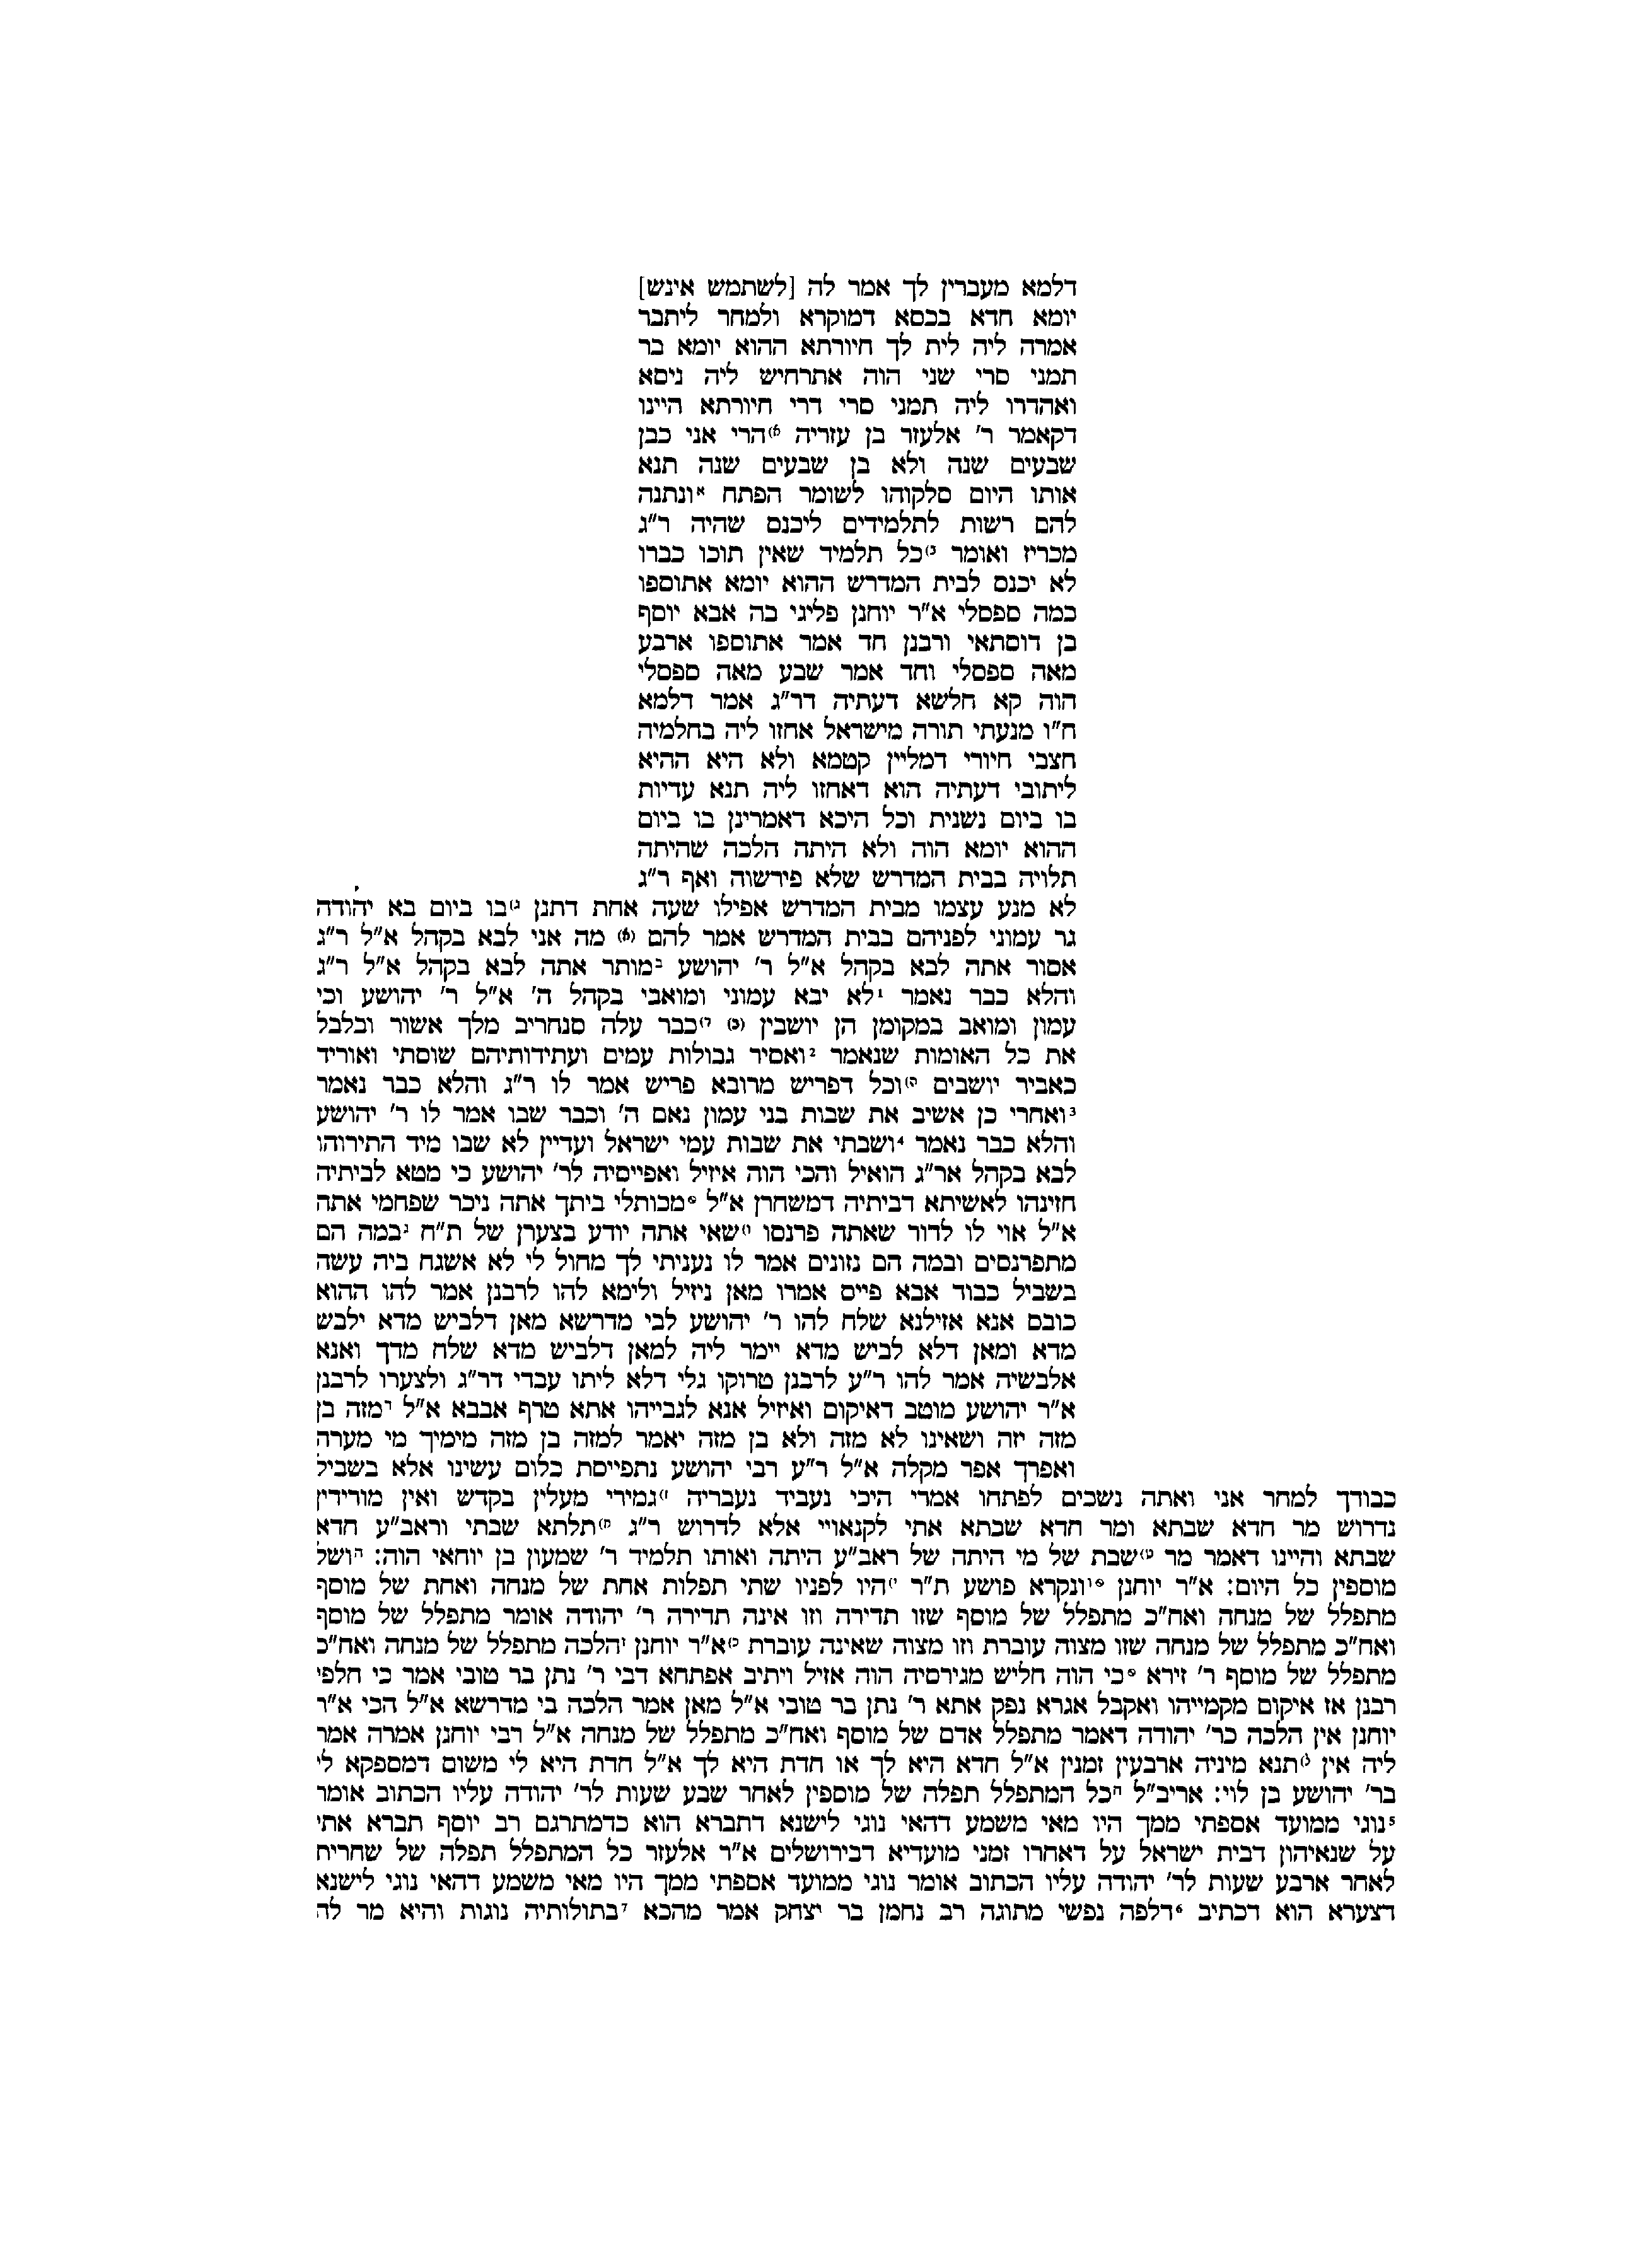 דלמא מעברין לך אמר לה [לשתמש אינש]
יומא חדא בכסא דמוקרא ולמחר ליתבר
אמרה ליה לית לך חיורתא ההוא יומא בר
תמני סרי שני הוה אתרחיש ליה ניסא
ואהדרו ליה תמני סרי דרי חיורתא היינו
דקאמר ר' אלעזר בן עזריה א)הרי אני כבן
שבעים שנה ולא בן שבעים שנה תנא
אותו היום סלקוהו לשומר הפתח אונתנה
להם רשות לתלמידים ליכנס שהיה ר"ג
מכריז ואומר ב)כל תלמיד שאין תוכו כברו
לא יכנס לבית המדרש ההוא יומא אתוספו
כמה ספסלי א"ר יוחנן פליגי בה אבא יוסף
בן דוסתאי ורבנן חד אמר אתוספו ארבע
מאה ספסלי וחד אמר שבע מאה ספסלי
הוה קא חלשא דעתיה דר"ג אמר דלמא
ח"ו מנעתי תורה מישראל אחזו ליה בחלמיה
חצבי חיורי דמליין קטמא ולא היא ההיא
ליתובי דעתיה הוא דאחזו ליה תנא עדיות
בו ביום נשנית וכל היכא דאמרינן בו ביום
ההוא יומא הוה ולא היתה הלכה שהיתה
תלויה בבית המדרש שלא פירשוה ואף ר"ג
לא מנע עצמו מבית המדרש אפילו שעה אחת דתנן ג)בו ביום בא יהודה
גר עמוני לפניהם בבית המדרש אמר להם (א) מה אני לבא בקהל א"ל ר"ג
אסור אתה לבא בקהל א"ל ר' יהושע במותר אתה לבא בקהל א"ל ר"ג
והלא כבר נאמר 1לא יבא עמוני ומואבי בקהל ה' א"ל ר' יהושע וכי
עמון ומואב במקומן הן יושבין (ב) ד)כבר עלה סנחריב מלך אשור ובלבל
את כל האומות שנאמר 2ואסיר גבולות עמים ועתידותיהם שוסתי ואוריד
כאביר יושבים ה)וכל דפריש מרובא פריש אמר לו ר"ג והלא כבר נאמר
3ואחרי כן אשיב את שבות בני עמון נאם ה' וכבר שבו אמר לו ר' יהושע
והלא כבר נאמר 4ושבתי את שבות עמי ישראל ועדיין לא שבו מיד התירוהו
לבא בקהל אר"ג הואיל והכי הוה איזיל ואפייסיה לר' יהושע כי מטא לביתיה
חזינהו לאשיתא דביתיה דמשחרן א"ל °מכותלי ביתך אתה ניכר שפחמי אתה
א"ל אוי לו לדור שאתה פרנסו ו)שאי אתה יודע בצערן של ת"ח גבמה הם
מתפרנסים ובמה הם נזונים אמר לו נעניתי לך מחול לי לא אשגח ביה עשה
בשביל כבוד אבא פייס אמרו מאן ניזיל ולימא להו לרבנן אמר להו ההוא
כובס אנא אזילנא שלח להו ר' יהושע לבי מדרשא מאן דלביש מדא ילבש
מדא ומאן דלא לביש מדא יימר ליה למאן דלביש מדא שלח מדך ואנא
אלבשיה אמר להו ר"ע לרבנן טרוקו גלי דלא ליתו עבדי דר"ג ולצערו לרבנן
א"ר יהושע מוטב דאיקום ואיזיל אנא לגבייהו אתא טרף אבבא א"ל דמזה בן
מזה יזה ושאינו לא מזה ולא בן מזה יאמר למזה בן מזה מימיך מי מערה
ואפרך אפר מקלה א"ל ר"ע רבי יהושע נתפייסת כלום עשינו אלא בשביל
כבודך למחר אני ואתה נשכים לפתחו אמרי היכי נעביד נעבריה ז)גמירי מעלין בקדש ואין מורידין
נדרוש מר חדא שבתא ומר חדא שבתא אתי לקנאויי אלא לדרוש ר"ג ח)תלתא שבתי וראב"ע חדא
שבתא והיינו דאמר מר ט)שבת של מי היתה של ראב"ע היתה ואותו תלמיד ר' שמעון בן יוחאי הוה: הושל
מוספין כל היום: א"ר יוחנן °וונקרא פושע ת"ר י)היו לפניו שתי תפלות אחת של מנחה ואחת של מוסף
מתפלל של מנחה ואח"כ מתפלל של מוסף שזו תדירה וזו אינה תדירה ר' יהודה אומר מתפלל של מוסף
ואח"כ מתפלל של מנחה שזו מצוה עוברת וזו מצוה שאינה עוברת כ)א"ר יוחנן זהלכה מתפלל של מנחה ואח"כ
מתפלל של מוסף ר' זירא °כי הוה חליש מגירסיה הוה אזיל ויתיב אפתחא דבי ר' נתן בר טובי אמר כי חלפי
רבנן אז איקום מקמייהו ואקבל אגרא נפק אתא ר' נתן בר טובי א"ל מאן אמר הלכה בי מדרשא א"ל הכי א"ר
יוחנן אין הלכה כר' יהודה דאמר מתפלל אדם של מוסף ואח"כ מתפלל של מנחה א"ל רבי יוחנן אמרה אמר
ליה אין ל)תנא מיניה ארבעין זמנין א"ל חדא היא לך או חדת היא לך א"ל חדת היא לי משום דמספקא לי
בר' יהושע בן לוי: אריב"ל חכל המתפלל תפלה של מוספין לאחר שבע שעות לר' יהודה עליו הכתוב אומר
5נוגי ממועד אספתי ממך היו מאי משמע דהאי נוגי לישנא דתברא הוא כדמתרגם רב יוסף תברא אתי
על שנאיהון דבית ישראל על דאחרו זמני מועדיא דבירושלים א"ר אלעזר כל המתפלל תפלה של שחרית
לאחר ארבע שעות לר' יהודה עליו הכתוב אומר נוגי ממועד אספתי ממך היו מאי משמע דהאי נוגי לישנא
דצערא הוא דכתיב 6דלפה נפשי מתוגה רב נחמן בר יצחק אמר מהכא 7בתולותיה נוגות והיא מר לה